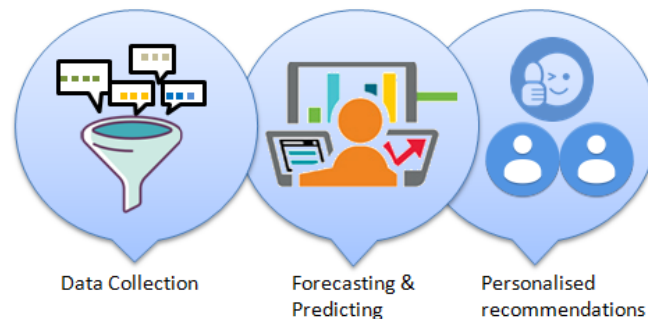 Data Collection
Forecasting &
Predicting
Personalised
recommendations